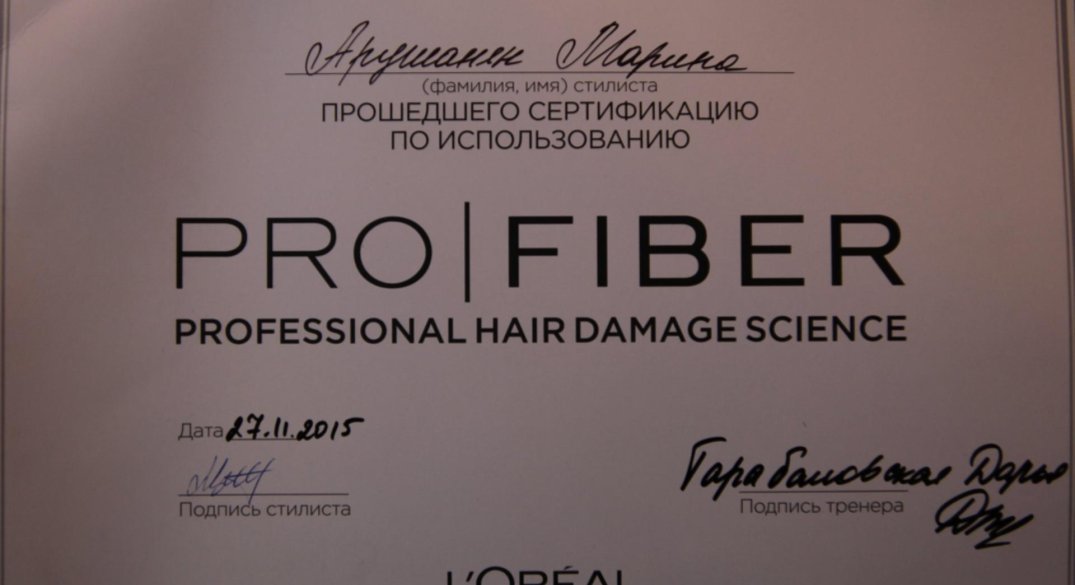 Арушанян Марина
(фамилия, имя) стилиста
ПРОШЕДШЕГО СЕРТИФИКАЦИЮ
ПО ИСПОЛЬЗОВАНИЮ
PRO|FIBER
PROFESSIONAL HAIR DAMAGE SCIENCE
Дата 27.11.2015
Подпись стилиста
Дарья
Подпись тренера
L'ORÉAL